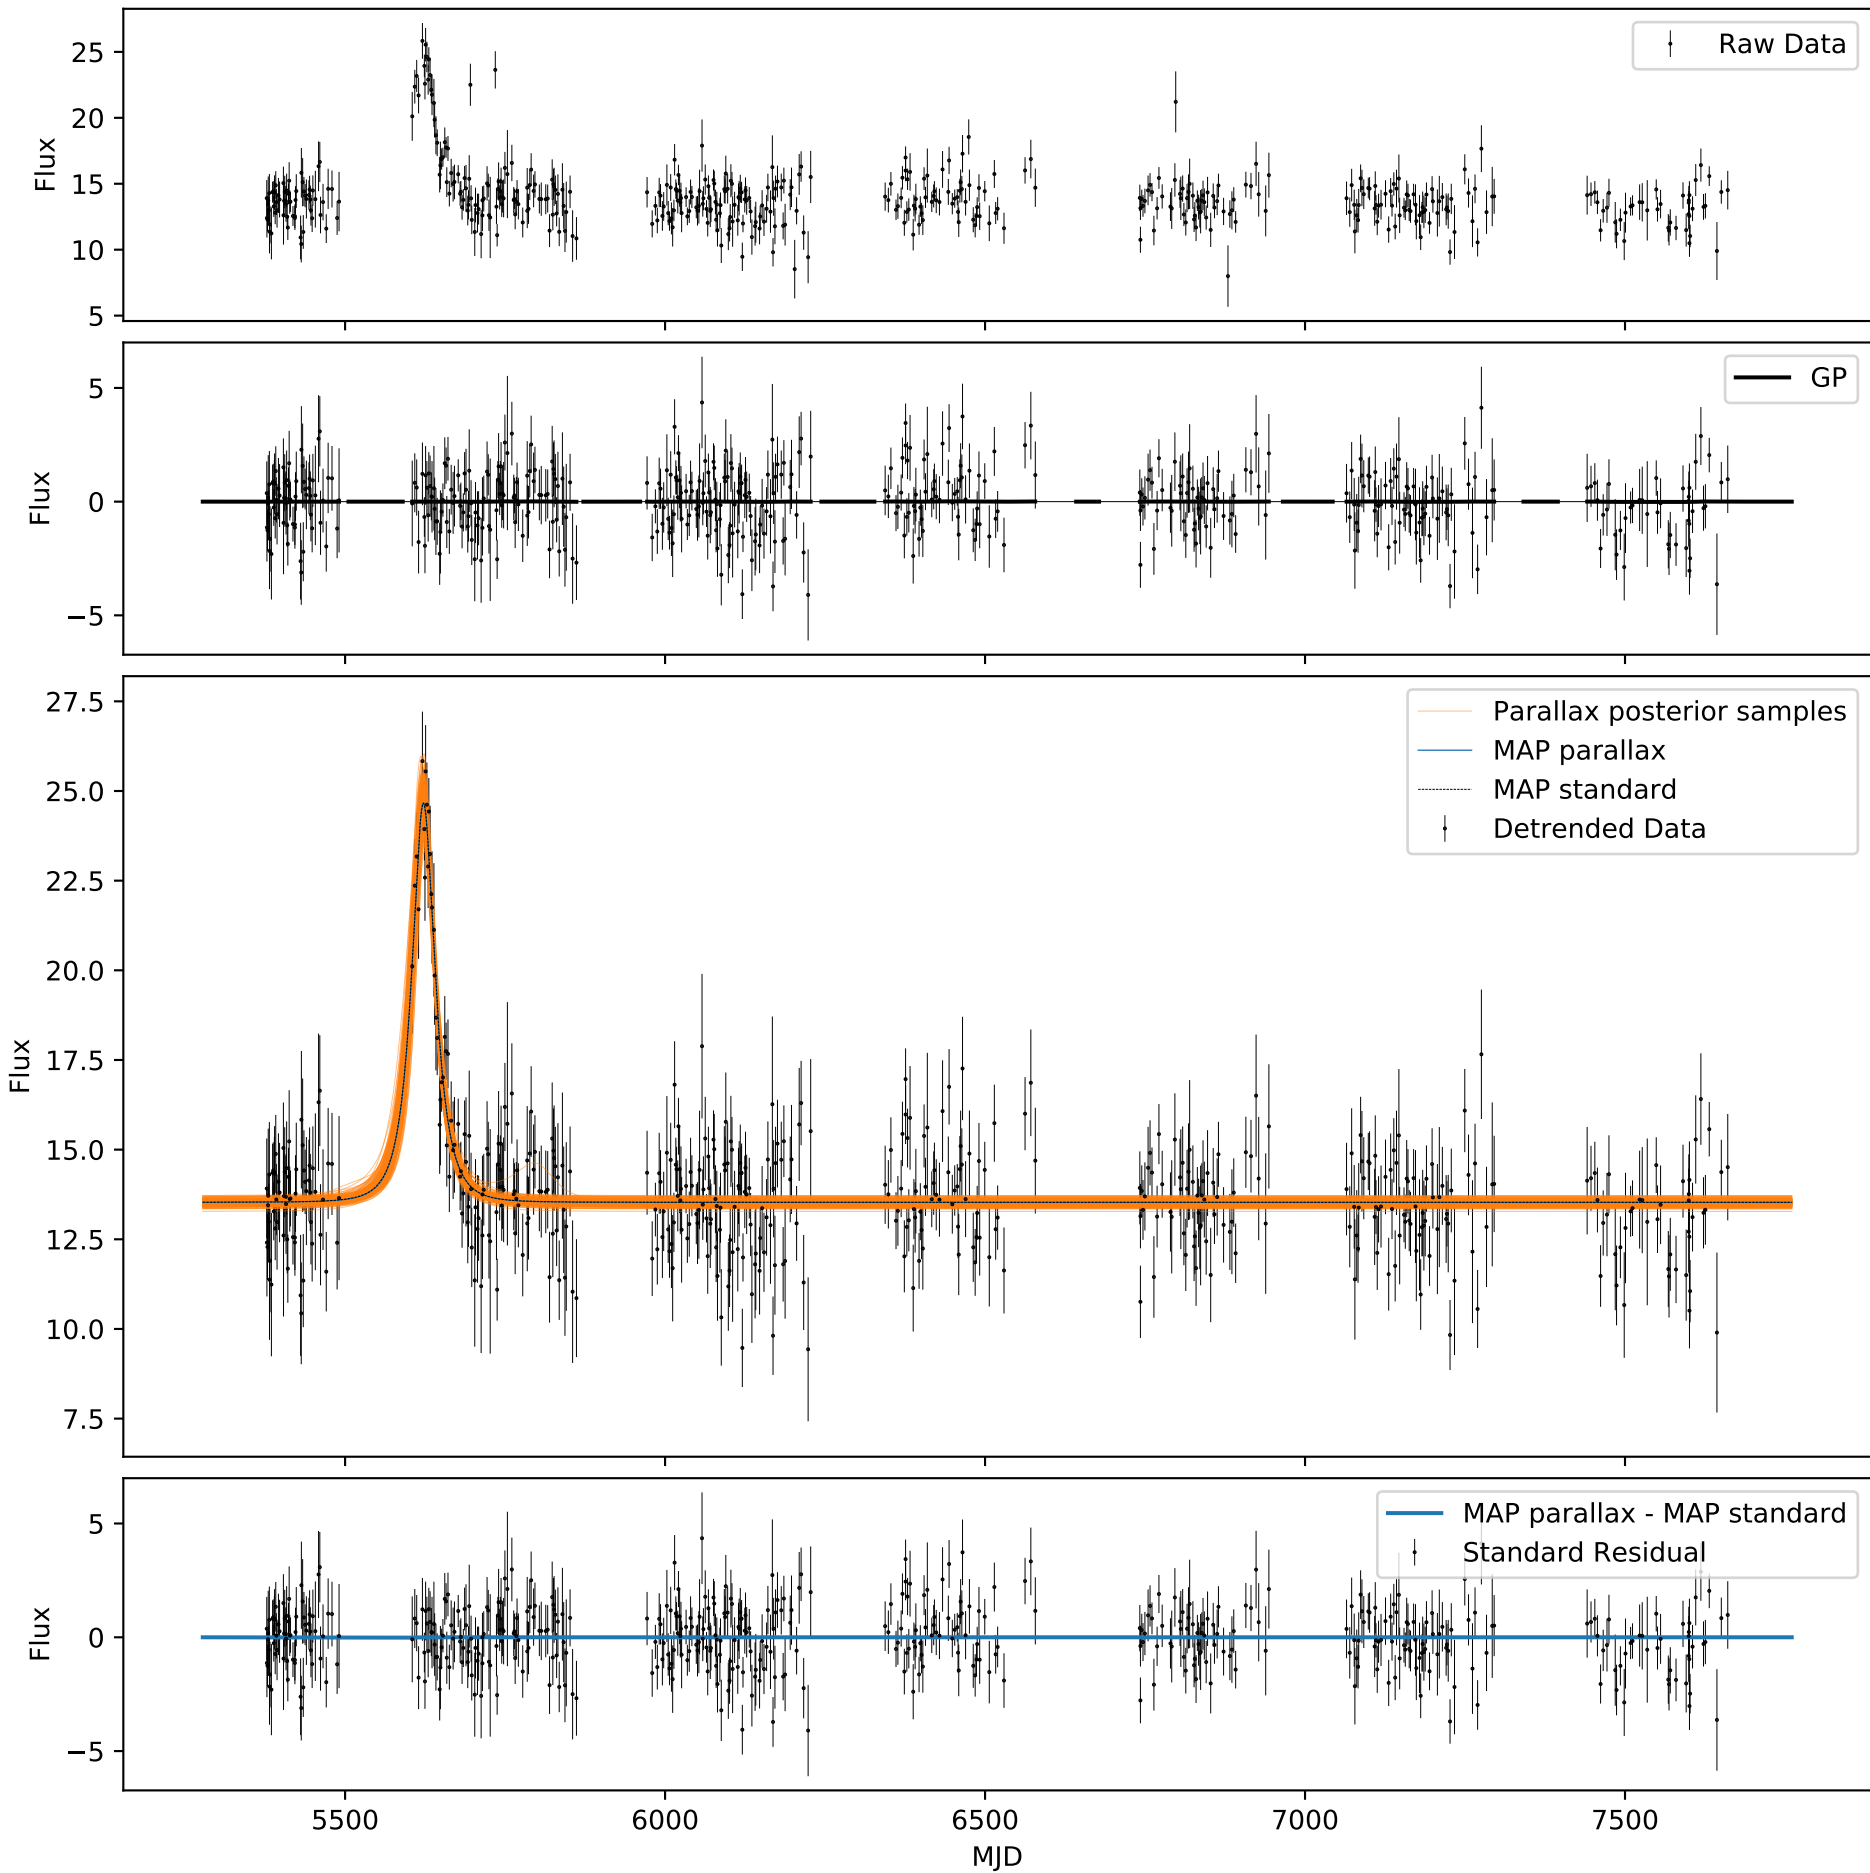 25
20
15
10
5
Flux
Raw Data
5
0
−5
Flux
GP
27.5
25.0
22.5
20.0
17.5
15.0
12.5
10.0
7.5
Flux
Parallax posterior samples
MAP parallax
MAP standard
Detrended Data
5
0
−5
Flux
MAP parallax - MAP standard
Standard Residual
5500 6000 6500 7000 7500
MJD